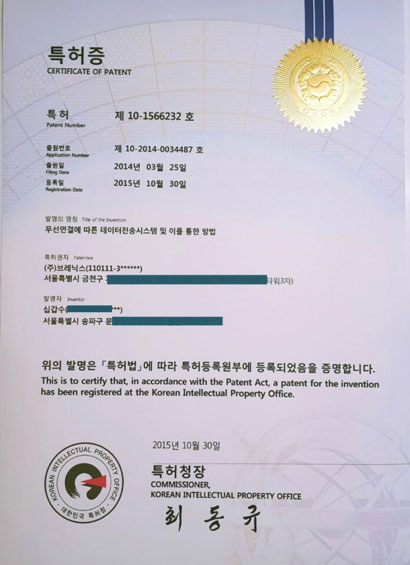 특허증
CERTIFICATE OF PATENT
특허 제 10-1566232 호
Patent Number
출원번호 제 10-2014-0034487 호
Application Number
출원일 2014년 03월 25일
Filing Date
등록일 2015년 10월 30일
Registration Date
발명의 명칭 Title of the Invention
무선연결에 따른 데이터전송시스템 및 이를 통한 방법
특허권자 Patentee
(주)브레닉스(110111-3******)
서울특별시 금천구
타워3차)
발명자 Inventor
심갑수( ***)
서울특별시 송파구 문
위의 발명은 「특허법」에 따라 특허등록원부에 등록되었음을 증명합니다.
This is to certify that, in accordance with the Patent Act, a patent for the invention
has been registered at the Korean Intellectual Property Office.
2015년 10월 30일
특허청장
COMMISSIONER,
KOREAN INTELLECTUAL PROPERTY OFFICE
최동규
KOREAN INTELLECTUAL PROPERTY OFFICE
대한민국 특허청